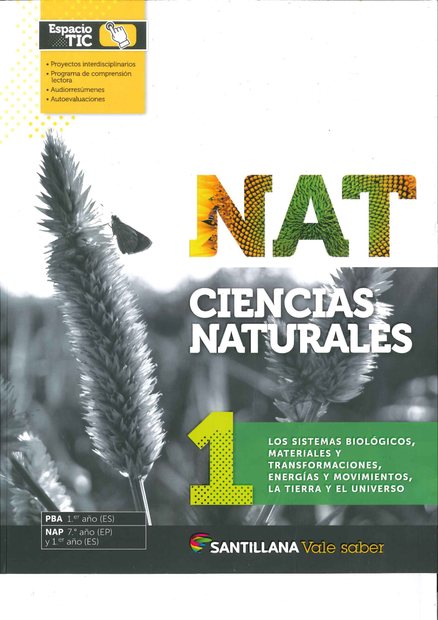 Espacio
TIC
• Proyectos interdisciplinarios
• Programa de comprensión
lectora
• Audiorresúmenes
• Autoevaluaciones
NAT
CIENCIAS
NATURALES
1
LOS SISTEMAS BIOLÓGICOS,
MATERIALES Y
TRANSFORMACIONES,
ENERGÍAS Y MOVIMIENTOS,
LA TIERRA Y EL UNIVERSO
PBA 1.er año (ES)
NAP 7.° año (EP)
y 1.er año (ES)
SANTILLANA Vale saber